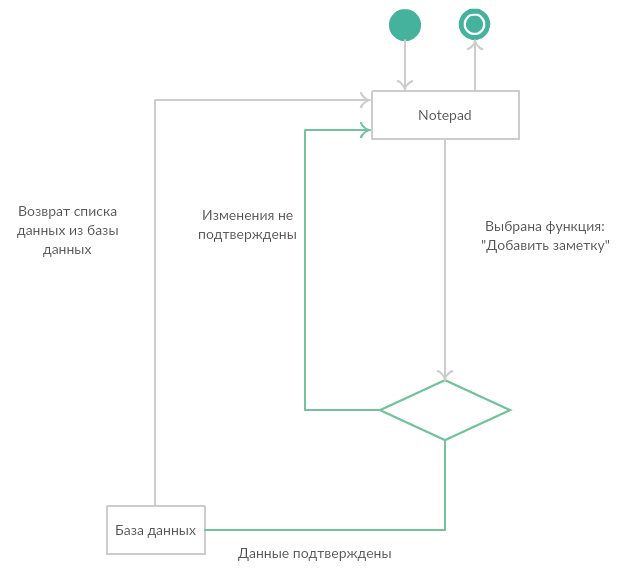 Notepad
Возврат списка
данных из базы
данных
Изменения не
подтверждены
Выбрана функция:
"Добавить заметку"
База данных
Данные подтверждены